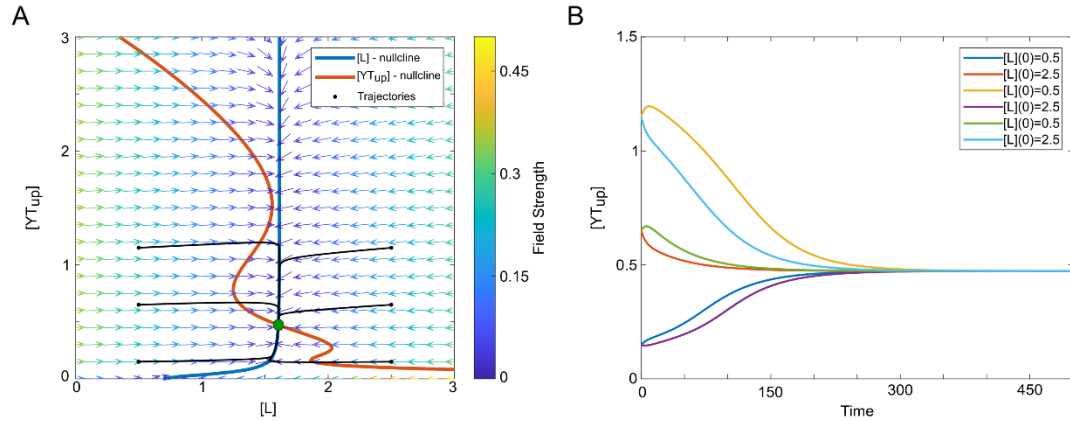 A
3
2
1
0
[YTup]
0
1
2
3
[L]
[L] - nullcline
[YTup] - nullcline
Trajectories
0.45
0.3
0.15
0
Field Strength
B
1.5
1
0.5
0
[YTup]
0
150
300
450
Time
[L](0)=0.5
[L](0)=2.5
[L](0)=0.5
[L](0)=2.5
[L](0)=0.5
[L](0)=2.5